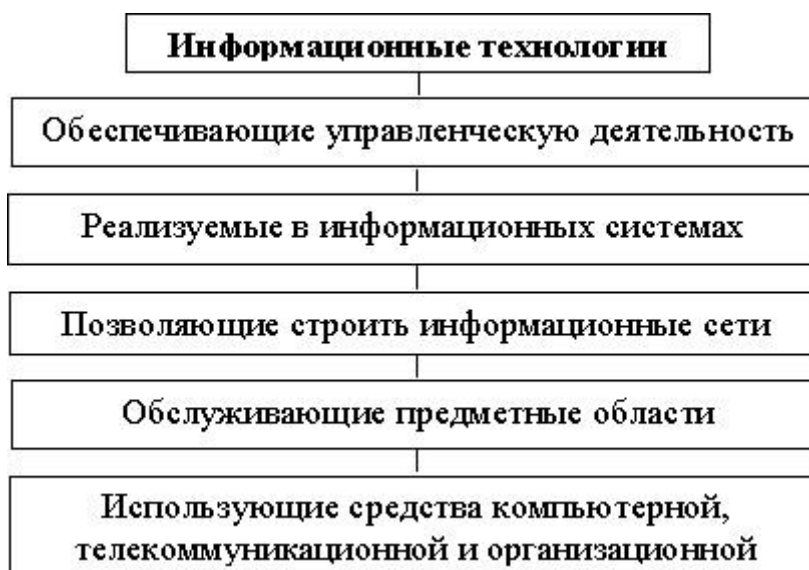 Информационные технологии
Обеспечивающие управленческую деятельность
Реализуемые в информационных системах
Позволяющие строить информационные сети
Обслуживающие предметные области
Использующие средства компьютерной,
телекоммуникационной и организационной